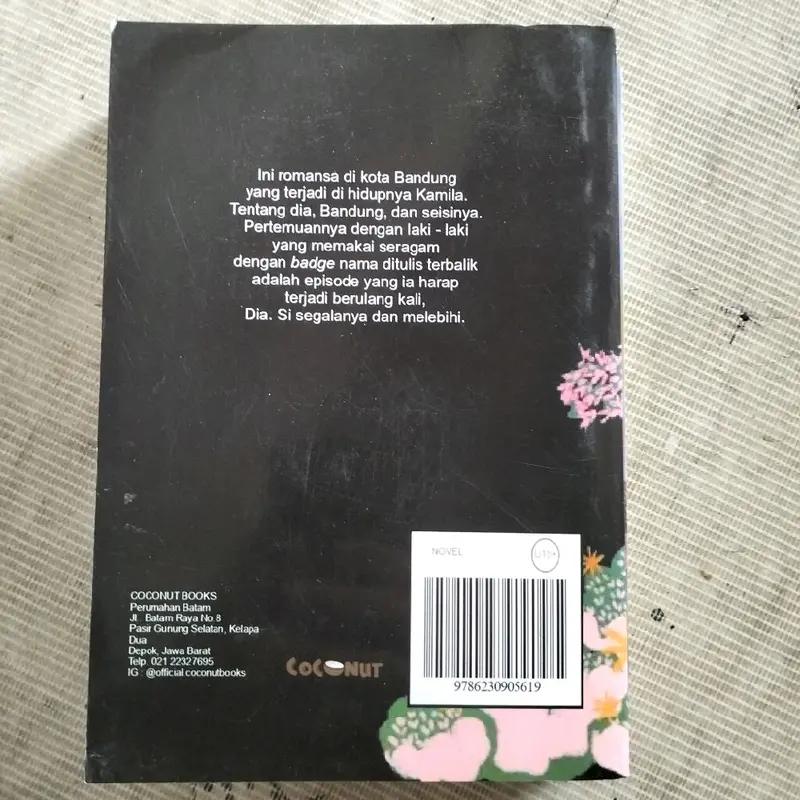 Ini romansa di kota Bandung
yang terjadi di hidupnya Kamila.
Tentang dia, Bandung, dan seisinya.
Pertemuannya dengan laki - laki
yang memakai seragam
dengan badge nama ditulis terbalik
adalah episode yang ia harap
terjadi berulang kali,
Dia. Si segalanya dan melebihi.
NOVEL
COCONUT BOOKS
Perumahan Batam
Jl. Batam Raya No.8
Pasir Gunung Selatan, Kelapa
Dua
Depok, Jawa Barat
Telp. 021 22327695
IG : @official.coconutbooks
COCONUT
9786230905619